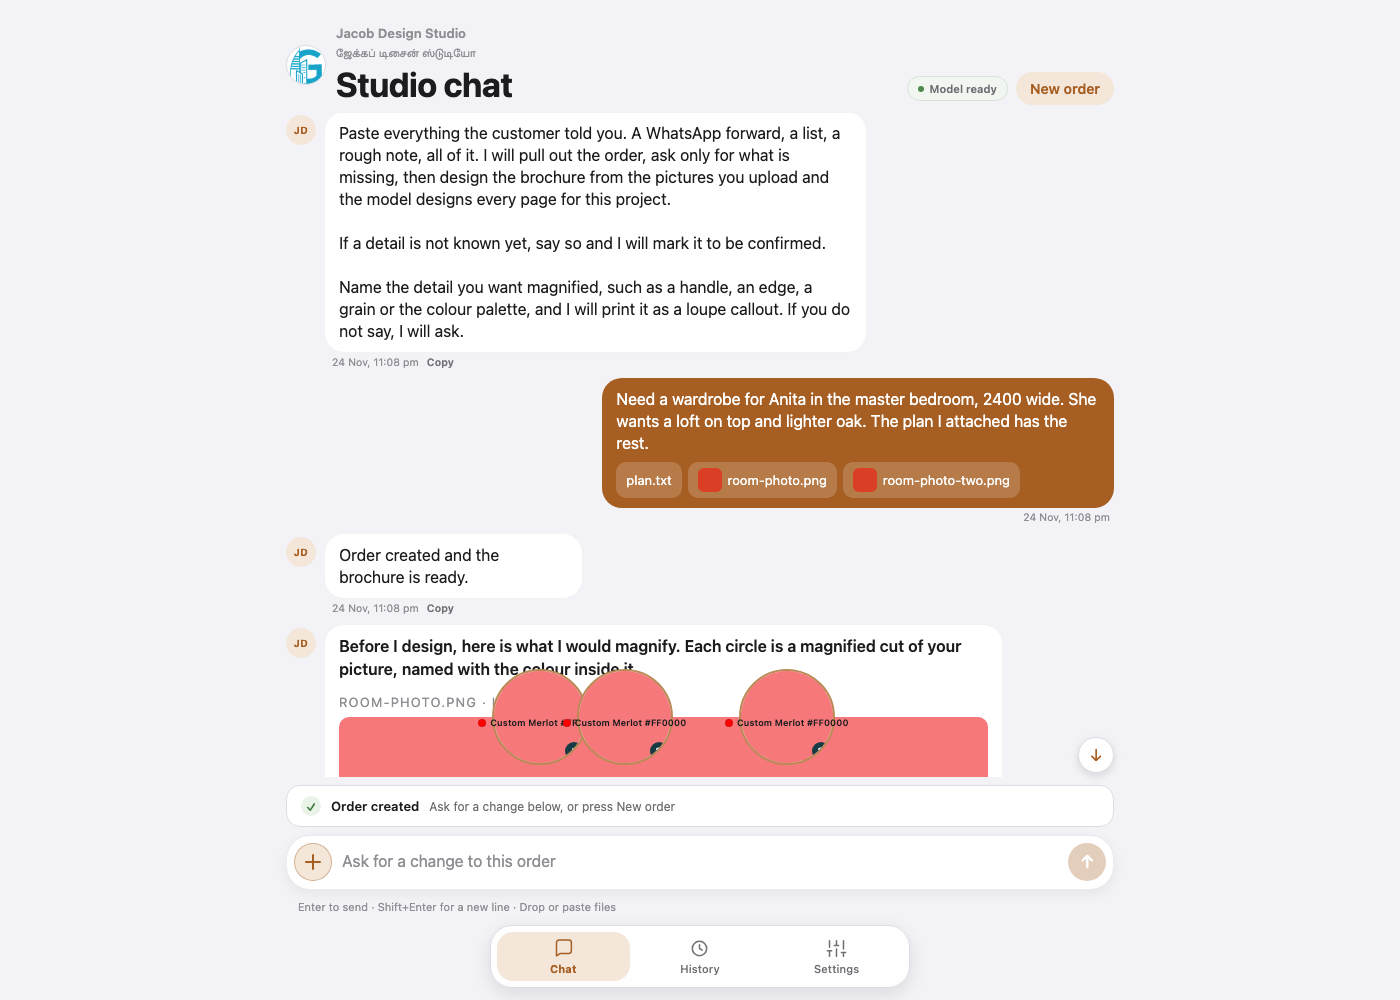 Jacob Design Studio
ஜேக்கப் டிசைன் ஸ்டுடியோ
Studio chat
Model ready
New order
JD
Paste everything the customer told you. A WhatsApp forward, a list, a
rough note, all of it. I will pull out the order, ask only for what is
missing, then design the brochure from the pictures you upload and
the model designs every page for this project.
If a detail is not known yet, say so and I will mark it to be confirmed.
Name the detail you want magnified, such as a handle, an edge, a
grain or the colour palette, and I will print it as a loupe callout. If you do
not say, I will ask.
24 Nov, 11:08 pm Copy
Need a wardrobe for Anita in the master bedroom, 2400 wide. She
wants a loft on top and lighter oak. The plan I attached has the
rest.
plan.txt
room-photo.png
room-photo-two.png
24 Nov, 11:08 pm
JD
Order created and the
brochure is ready.
24 Nov, 11:08 pm Copy
JD
Before I design, here is what I would magnify. Each circle is a magnified cut of your
picture, named with the colour inside it.
ROOM-PHOTO.PNG ·
Custom Merlot
Custom Merlot #FF0000
Custom Merlot #FF0000
Order created Ask for a change below, or press New order
Ask for a change to this order
Enter to send · Shift+Enter for a new line · Drop or paste files
Chat
History
Settings